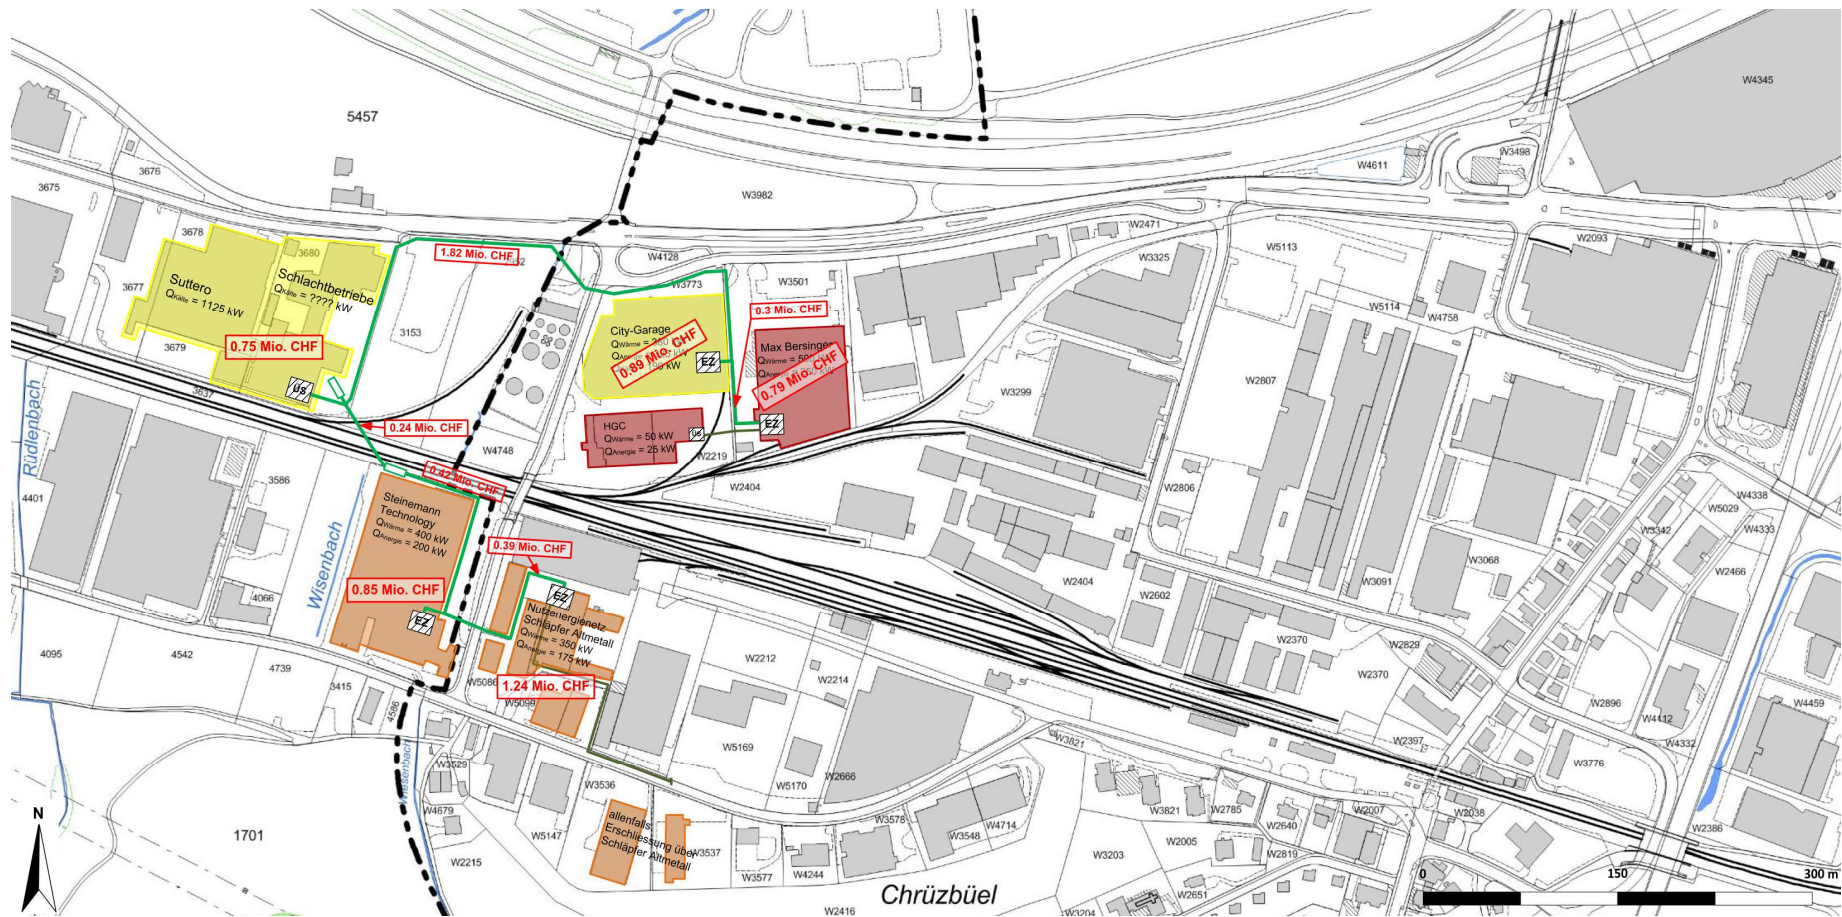 W4345
5457
W3498
W4611
3676
3675
W3982
W2471
3678
W2093
3680
W5113
1.82 Mio. CHF
W4128
W3325
Suttero
QKälte = 1125 kW
Schlachtbetriebe
QKälte = ???? kW
3677
W3773
W3501
W5114
0.3 Mio. CHF
W4758
3153
City-Garage
0.89 Mio. CHF
Max Bersinger
0.79 Mio. CHF
EZ
3679
0.75 Mio. CHF
W2807
ÜS
3637
W3299
Rüdlenbach
0.24 Mio. CHF
HGC
QWärme = 50 kW
QAnergie = 25 kW
ÜS
EZ
W4748
W2219
0.42 Mio. CHF
3586
W2404
W2806
4401
Steinemann
Technology
QWärme = 400 kW
QAnergie = 200 kW
W4338
W5029
W3342
W4333
Wisenbach
0.39 Mio. CHF
W3068
W2466
W2404
W3091
0.85 Mio. CHF
EZ
W2602
4066
Nutzenergienetz
Schläpfer Altmetall
QWärme = 350 kW
QAnergie = 175 kW
EZ
W2370
W2829
4095
4542
W2212
4739
W2214
W2370
3415
W5086
1.24 Mio. CHF
W2896
W4459
W5099
4586
W4112
W5169
W3821
W2397
W4332
Wiesenbach
W3529
W3776
W2666
W3536
W5170
W4679
W3821
W2785
W2007
W2038
N
allenfalls
Erschliessung über
Schläpfer Altmetall
W3578
W4714
W2386
1701
W5147
W3548
W2640
W2005
W3537
W3203
W2819
W2215
W3577
W4244
0 150 300 m
Chrüzbüel
W2651
W2416
W3204